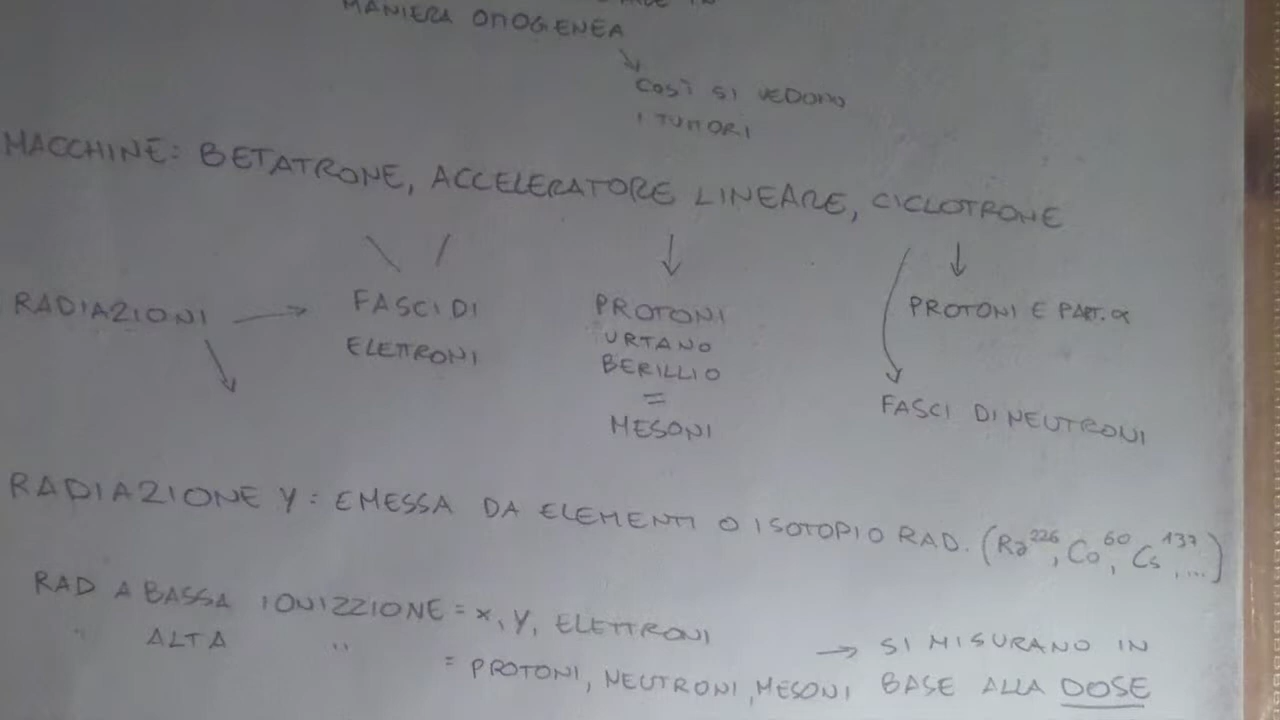 MANIERA OMOGENEA
COSÌ SI VEDONO
I TUMORI
MACCHINE: BETATRONE, ACCELERATORE LINEARE, CICLOTRONE
RADIAZIONI → FASCI DI
ELETTRONI
PROTONI
URTANO
BERILLIO
=
MESONI
PROTONI E PART. α
FASCI DI NEUTRONI
RADIAZIONE γ: EMESSA DA ELEMENTI O ISOTOPIO RAD. (Ra²²⁶, Co⁶⁰, Cs¹³⁷, ...)
RAD A BASSA IONIZZIONE = x, γ, ELETTRONI
" ALTA " = PROTONI, NEUTRONI, MESONI
→ SI MISURANO IN
BASE ALLA DOSE